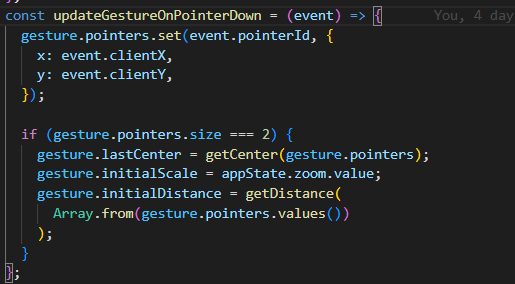 const updateGestureOnPointerDown = (event) => { You, 4 day
  gesture.pointers.set(event.pointerId, {
    x: event.clientX,
    y: event.clientY,
  });

  if (gesture.pointers.size === 2) {
    gesture.lastCenter = getCenter(gesture.pointers);
    gesture.initialScale = appState.zoom.value;
    gesture.initialDistance = getDistance(
      Array.from(gesture.pointers.values())
    );
  }
};